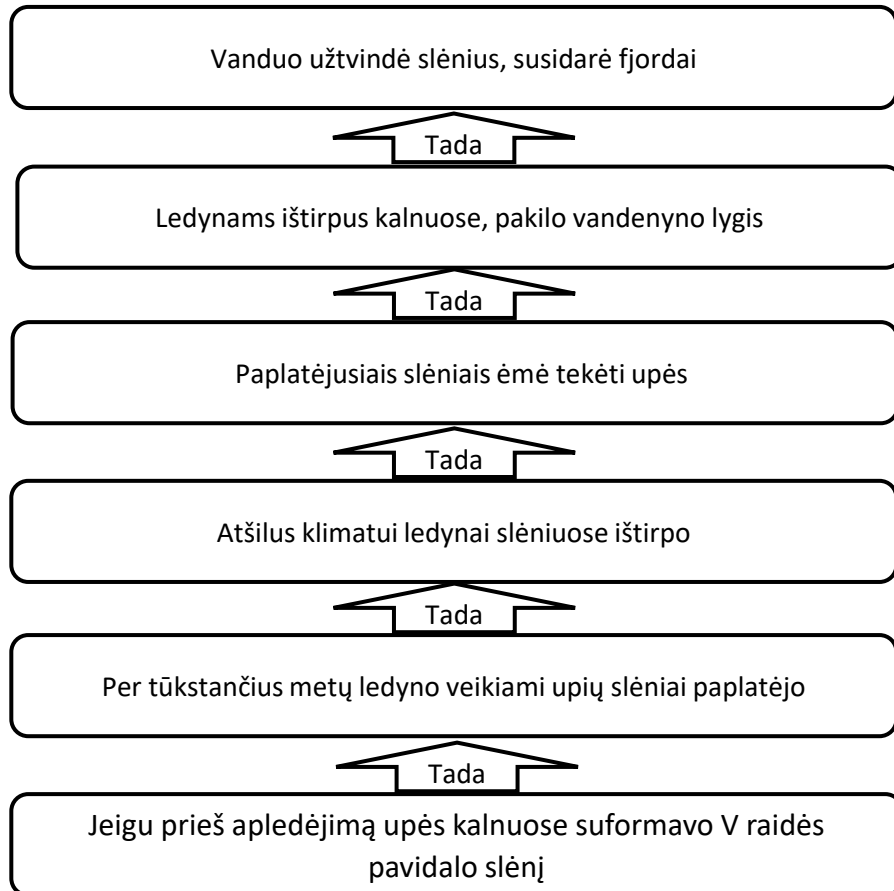 Vanduo užtvindė slėnius, susidarė fjordai
Tada
Ledynams ištirpus kalnuose, pakilo vandenyno lygis
Tada
Paplatėjusiais slėniais ėmė tekėti upės
Tada
Atšilus klimatui ledynai slėniuose ištirpo
Tada
Per tūkstančius metų ledyno veikiami upių slėniai paplatėjo
Tada
Jeigu prieš apledėjimą upės kalnuose suformavo V raidės
pavidalo slėnį